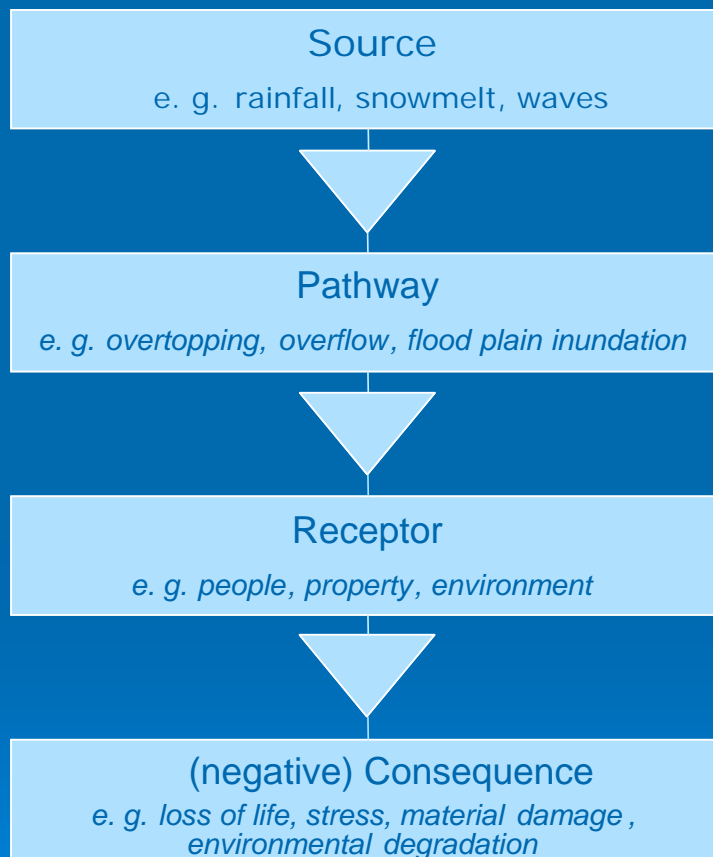 Source
e. g. rainfall, snowmelt, waves
Pathway
e. g. overtopping, overflow, flood plain inundation
Receptor
e. g. people, property, environment
(negative) Consequence
e. g. loss of life, stress, material damage ,
environmental degradation